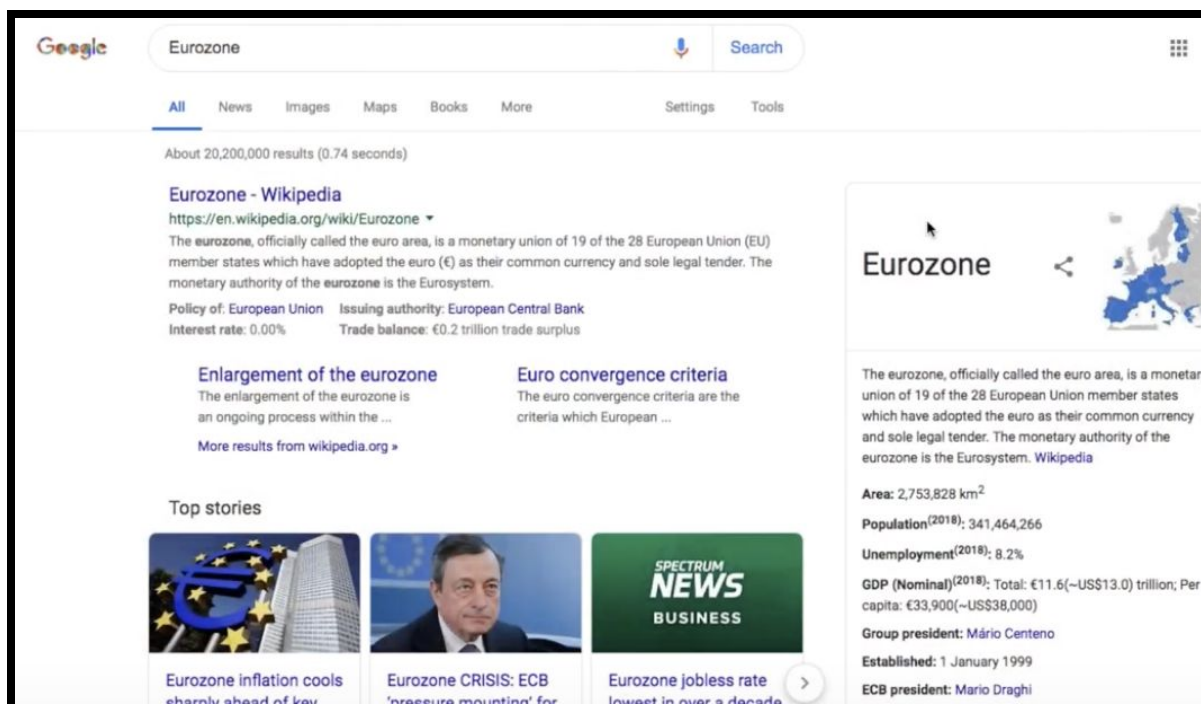 Google
Eurozone
Search
All News Images Maps Books More Settings Tools
About 20,200,000 results (0.74 seconds)
Eurozone - Wikipedia
https://en.wikipedia.org/wiki/Eurozone
The eurozone, officially called the euro area, is a monetary union of 19 of the 28 European Union (EU)
member states which have adopted the euro (€) as their common currency and sole legal tender. The
monetary authority of the eurozone is the Eurosystem.
Policy of: European Union Issuing authority: European Central Bank
Interest rate: 0.00% Trade balance: €0.2 trillion trade surplus
Enlargement of the eurozone
The enlargement of the eurozone is
an ongoing process within the ...
Euro convergence criteria
The euro convergence criteria are the
criteria which European ...
More results from wikipedia.org »
Top stories
SPECTRUM
NEWS
BUSINESS
Eurozone inflation cools
sharply ahead of key
Eurozone CRISIS: ECB
'pressure mounting' for
Eurozone jobless rate
lowest in over a decade
Eurozone
The eurozone, officially called the euro area, is a monetar
union of 19 of the 28 European Union member states
which have adopted the euro as their common currency
and sole legal tender. The monetary authority of the
eurozone is the Eurosystem. Wikipedia
Area: 2,753,828 km²
Population(2018): 341,464,266
Unemployment(2018): 8.2%
GDP (Nominal)(2018): Total: €11.6(~US$13.0) trillion; Per
capita: €33,900(~US$38,000)
Group president: Mário Centeno
Established: 1 January 1999
ECB president: Mario Draghi